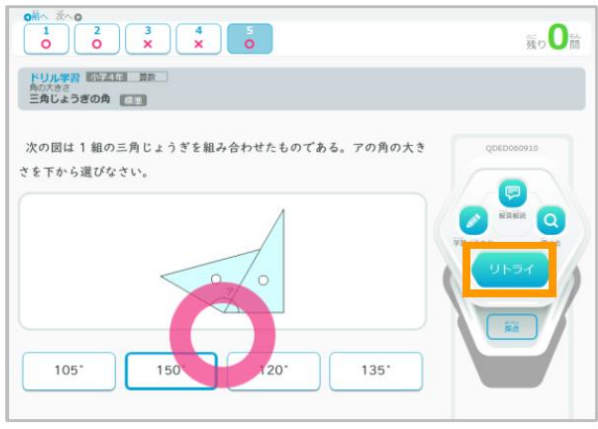 前へ 次へ
1 2 3 4 5
残り0問
ドリル学習 小学4年 算数
角の大きさ
三角じょうぎの角 標準
次の図は1組の三角じょうぎを組み合わせたものである。アの角の大き
さを下から選びなさい。
QDED060910
解答解説
リトライ
採点
ア
105° 150° 120° 135°